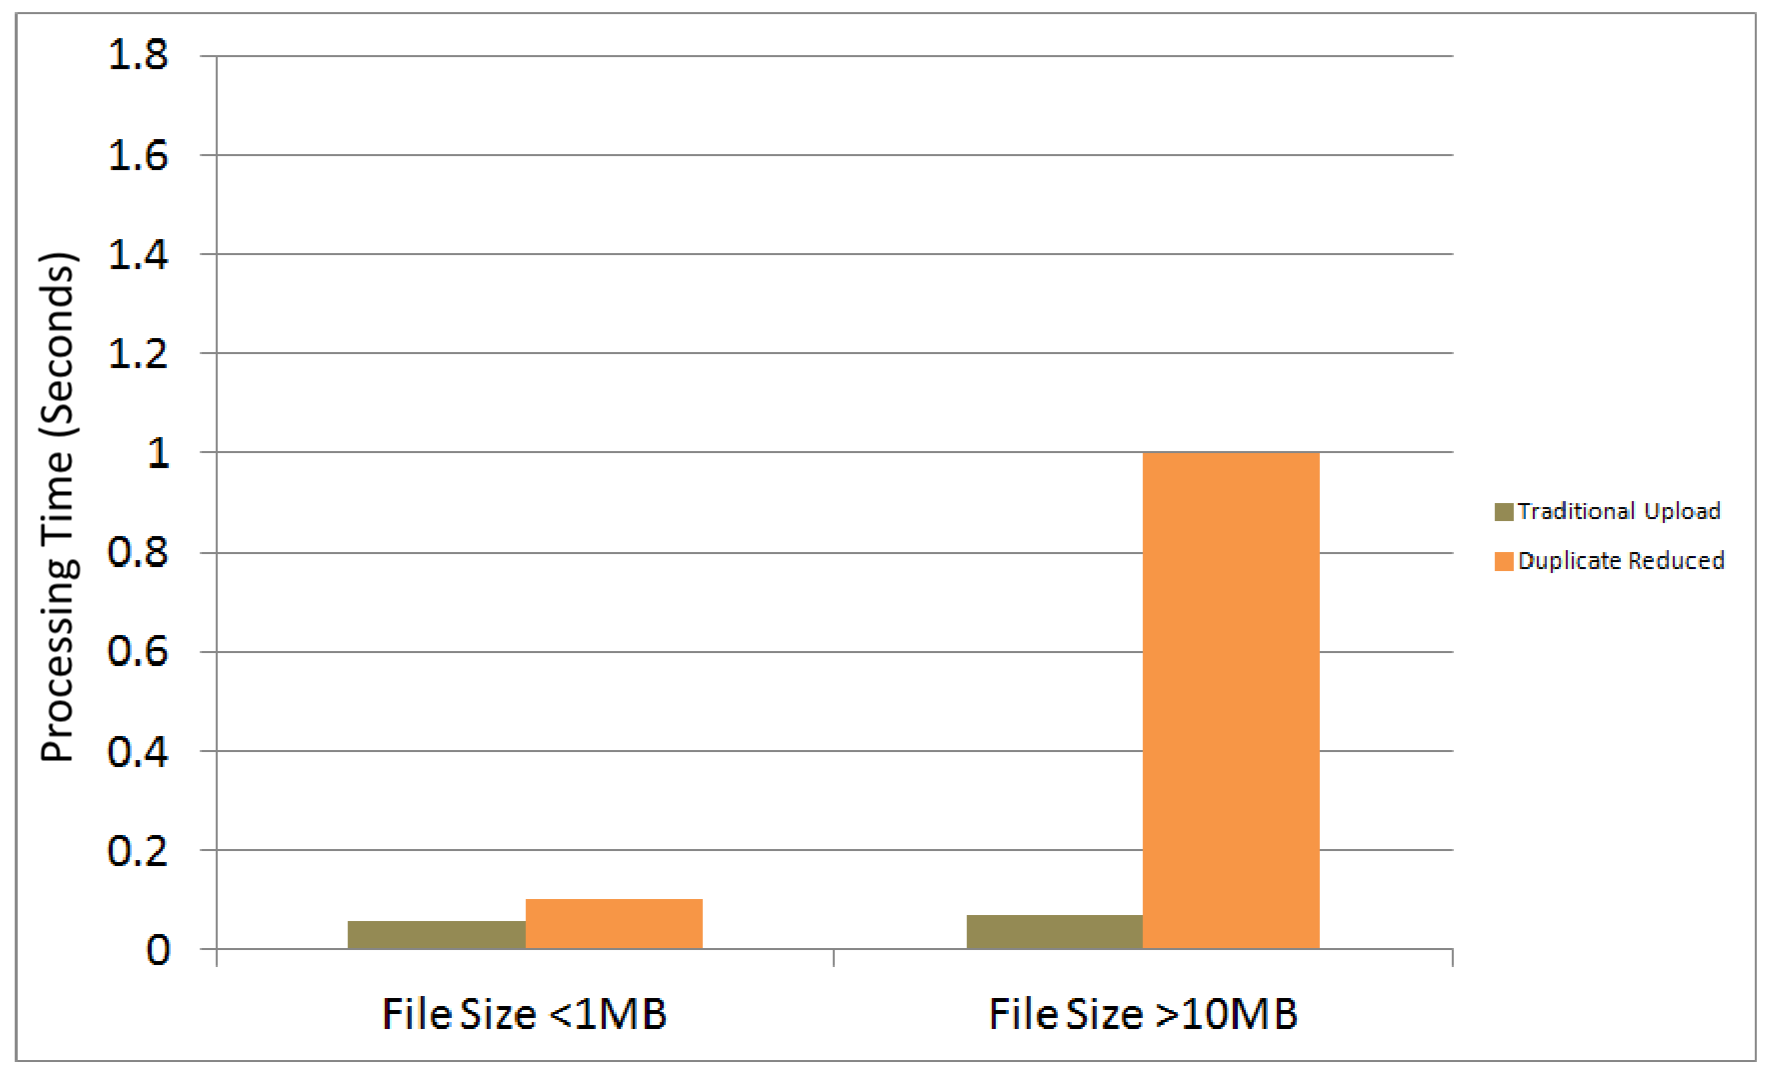 1.8
1.6
1.4
1.2
1
0.8
0.6
0.4
0.2
0
Processing Time (Seconds)
File Size <1MB
File Size >10MB
Traditional Upload
Duplicate Reduced